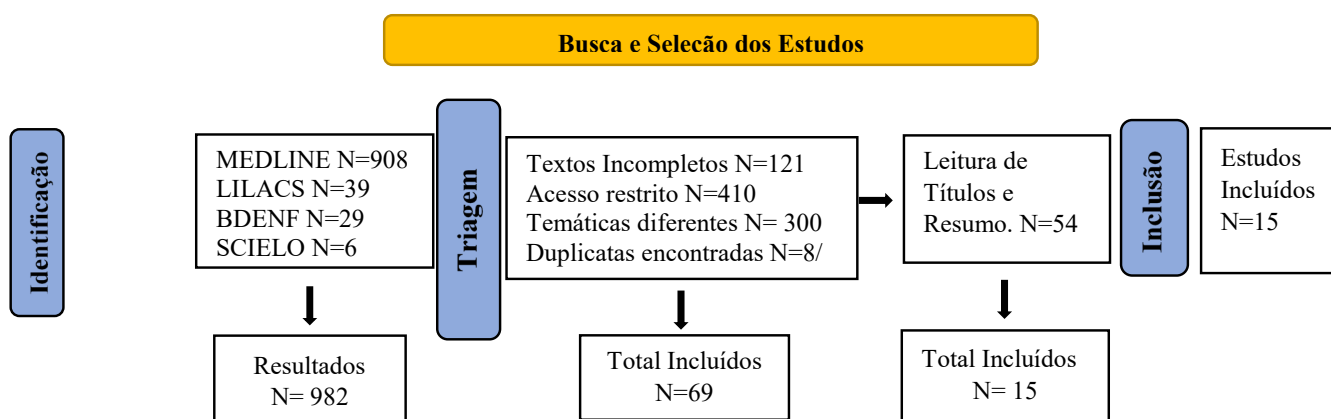 Busca e Selecão dos Estudos
Identificação
MEDLINE N=908
LILACS N=39
BDENF N=29
SCIELO N=6
Resultados
N= 982
Triagem
Textos Incompletos N=121
Acesso restrito N=410
Temáticas diferentes N= 300
Duplicatas encontradas N=8/
Total Incluídos
N=69
Leitura de
Títulos e
Resumo. N=54
Total Incluídos
N= 15
Inclusão
Estudos
Incluídos
N=15